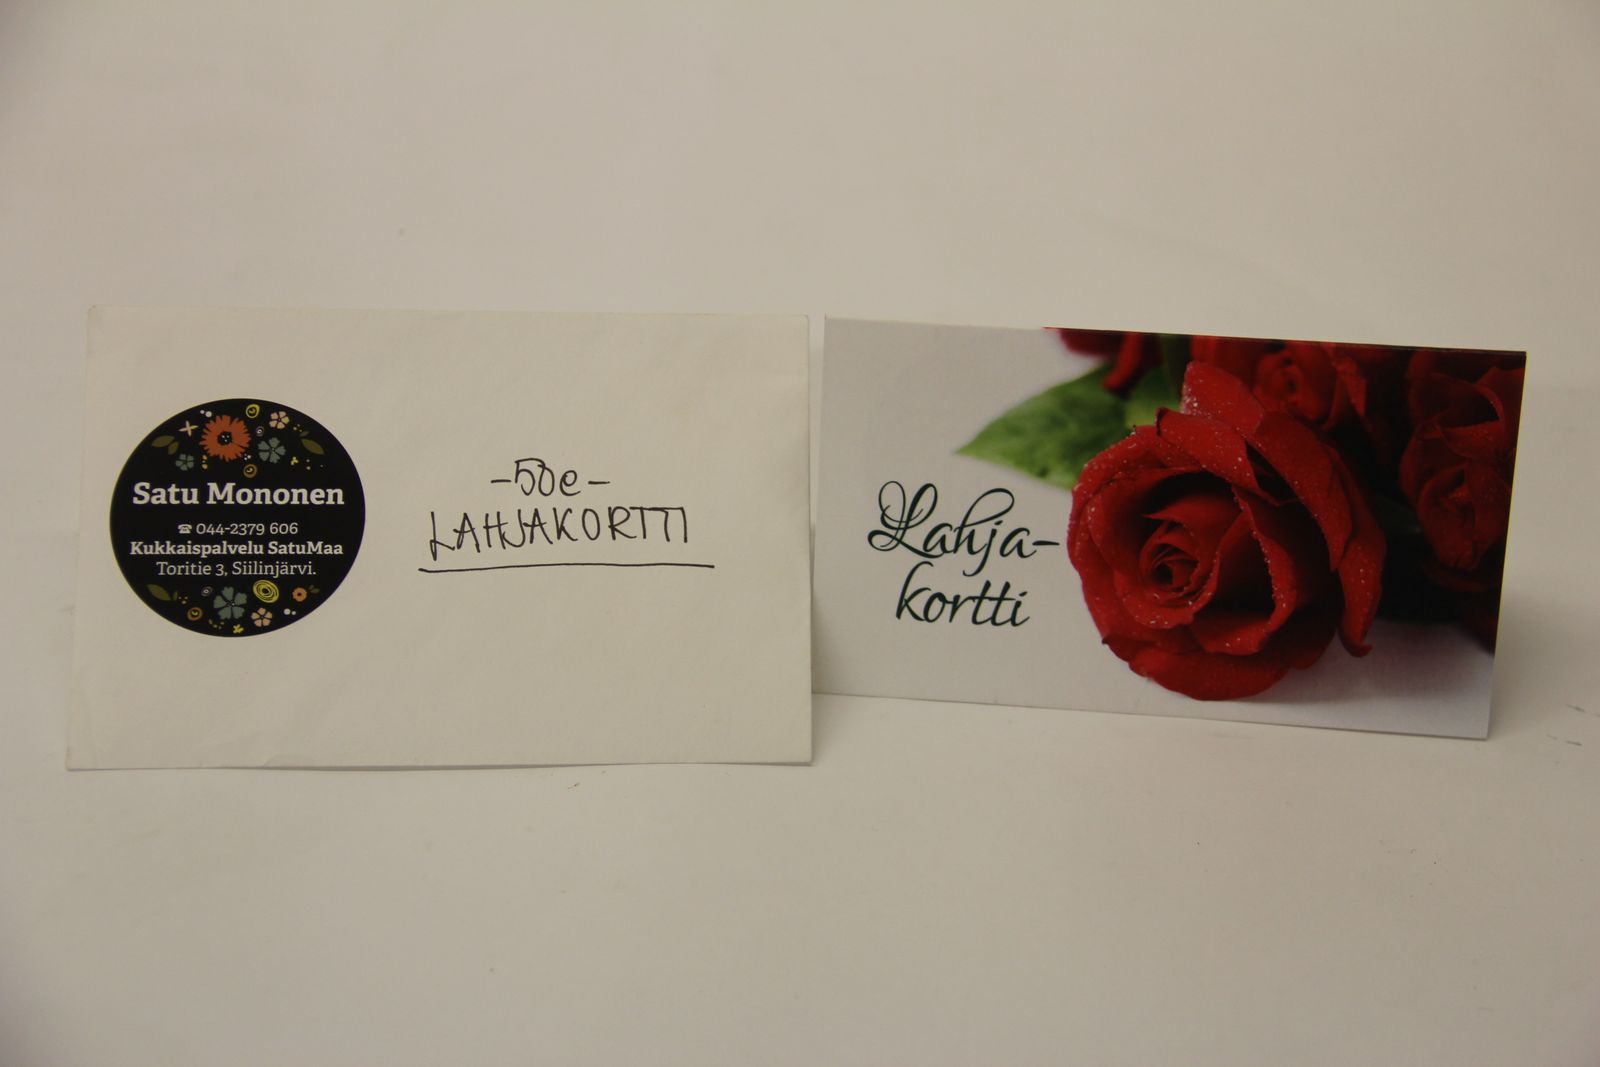 Satu Mononen
☎ 044-2379 606
Kukkaispalvelu SatuMaa
Toritie 3, Siilinjärvi.
-50e-
LAHJAKORTTI
Lahja-
kortti